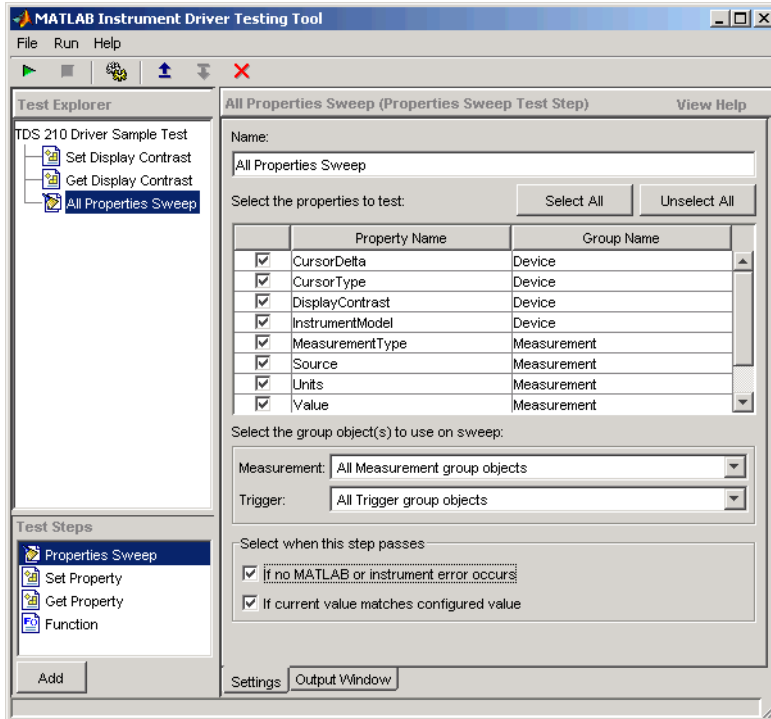 MATLAB Instrument Driver Testing Tool
File Run Help
Test Explorer
TDS 210 Driver Sample Test
Set Display Contrast
Get Display Contrast
All Properties Sweep
Test Steps
Properties Sweep
Set Property
Get Property
Function
Add
All Properties Sweep (Properties Sweep Test Step) View Help
Name:
All Properties Sweep
Select the properties to test: Select All Unselect All
Property Name Group Name
CursorDelta Device
CursorType Device
DisplayContrast Device
InstrumentModel Device
MeasurementType Measurement
Source Measurement
Units Measurement
Value Measurement
Select the group object(s) to use on sweep:
Measurement: All Measurement group objects
Trigger: All Trigger group objects
Select when this step passes
If no MATLAB or instrument error occurs
If current value matches configured value
Settings Output Window